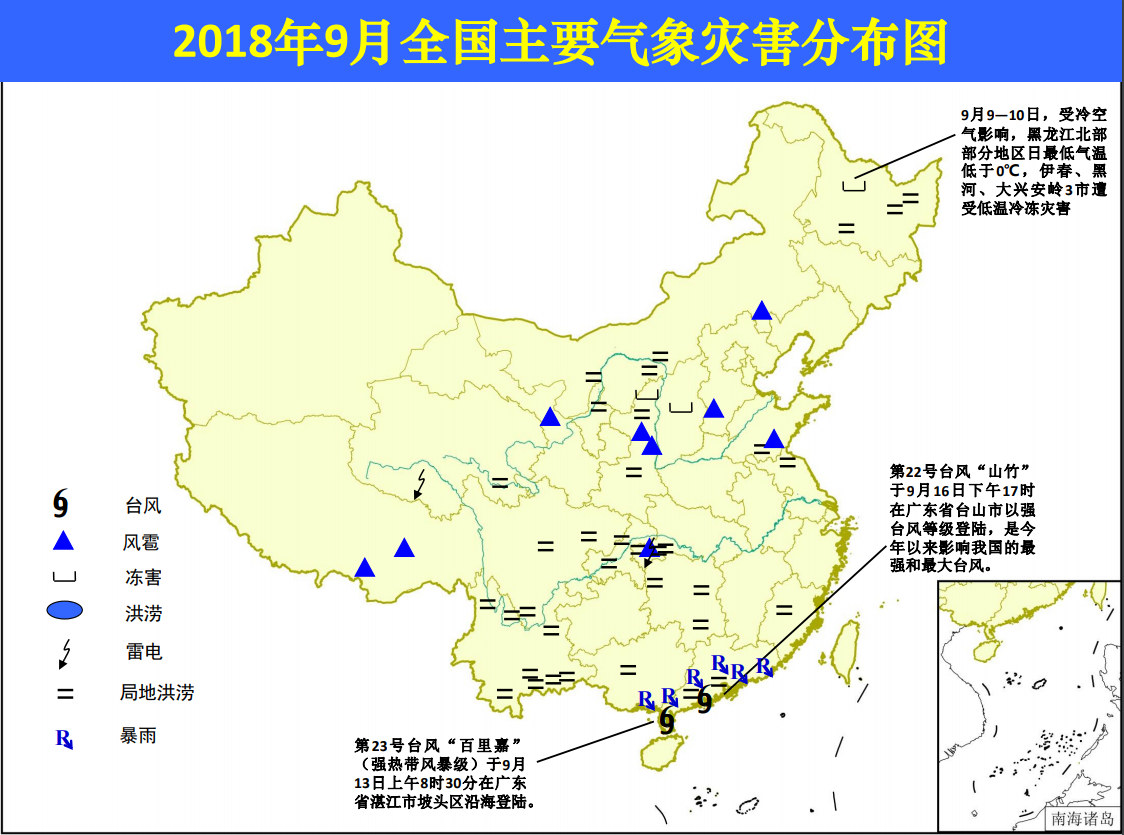 2018年9月全国主要气象灾害分布图
9月9—10日，受冷空
气影响，黑龙江北部
部分地区日最低气温
低于0℃，伊春、黑
河、大兴安岭3市遭
受低温冷冻灾害
第22号台风“山竹”
于9月16日下午17时
在广东省台山市以强
台风等级登陆，是今
年以来影响我国的最
强和最大台风。
台风
风雹
冻害
洪涝
雷电
局地洪涝
R 暴雨
R
R
R
R
R
R
第23号台风“百里嘉”
（强热带风暴级）于9月
13日上午8时30分在广东
省湛江市坡头区沿海登陆。
南海诸岛